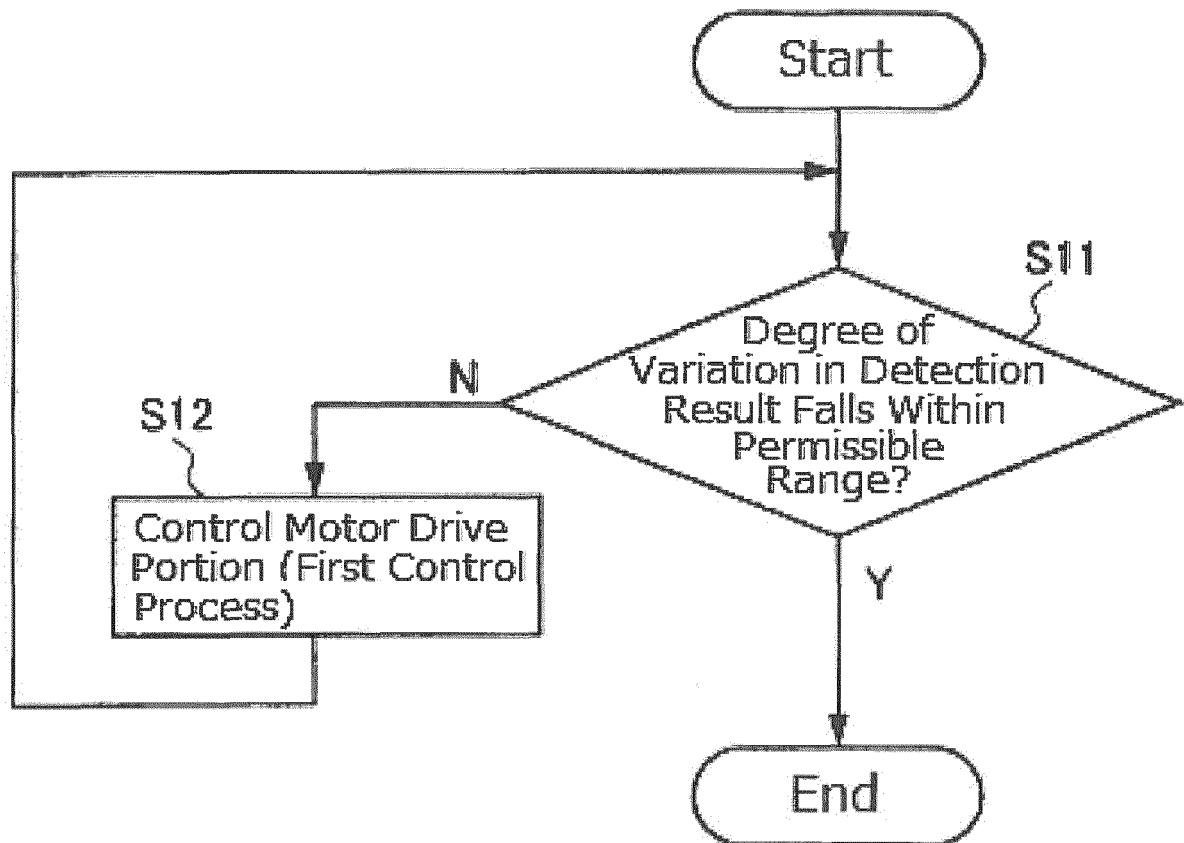 Start
S11
Degree of
Variation in Detection
Result Falls Within
Permissible
Range?
N
S12
Control Motor Drive
Portion (First Control
Process)
Y
End